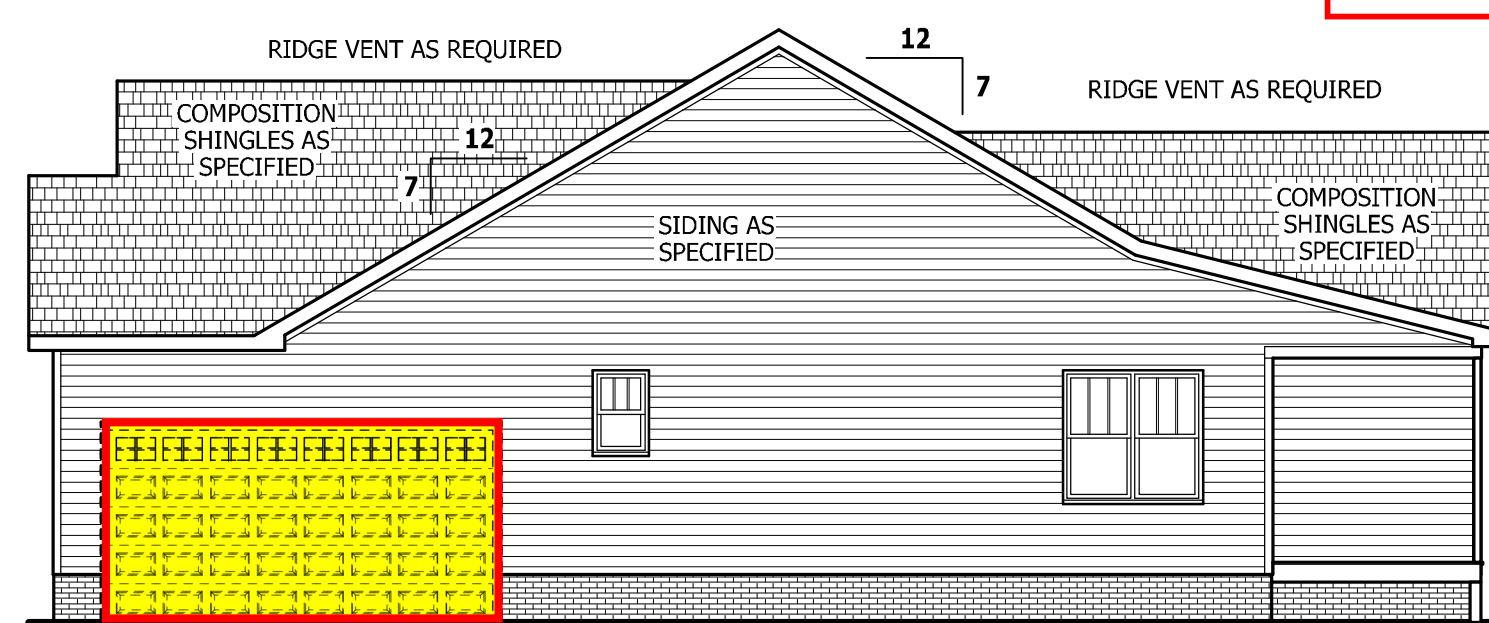 RIDGE VENT AS REQUIRED
12
7
RIDGE VENT AS REQUIRED
COMPOSITION
SHINGLES AS
SPECIFIED
12
7
SIDING AS
SPECIFIED
COMPOSITION
SHINGLES AS
SPECIFIED